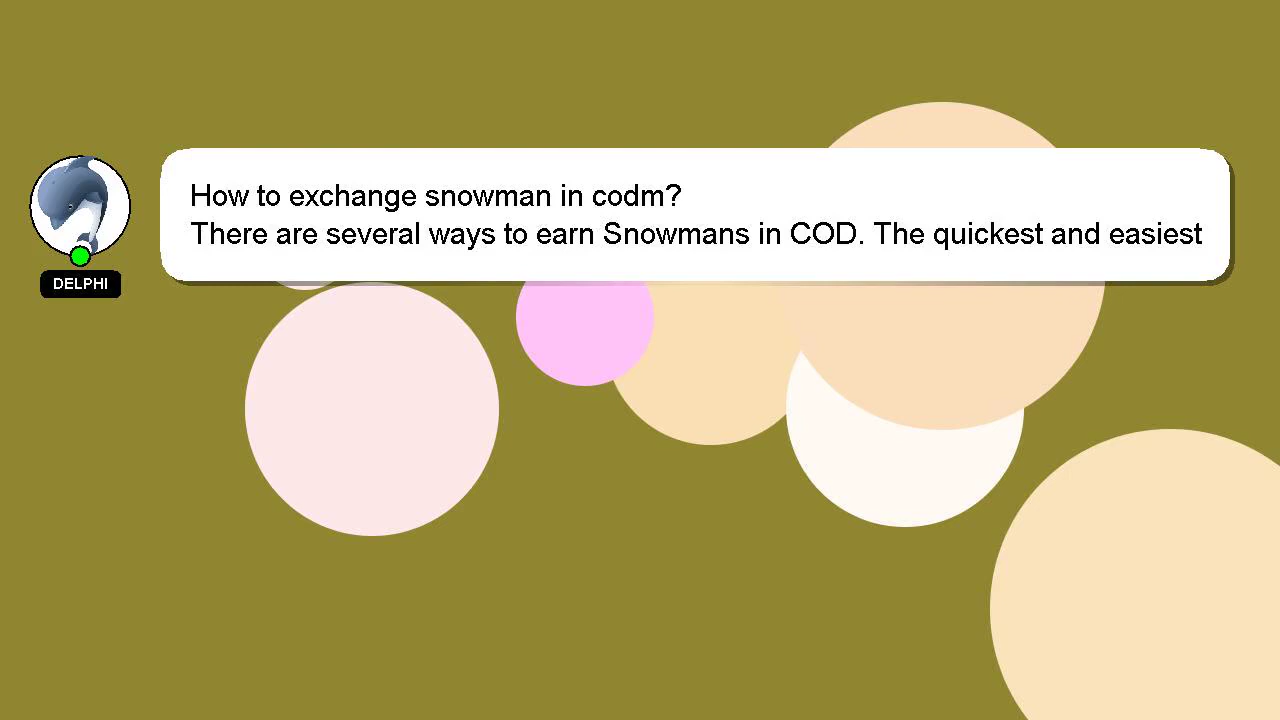 How to exchange snowman in codm?
There are several ways to earn Snowmans in COD. The quickest and easiest
DELPHI